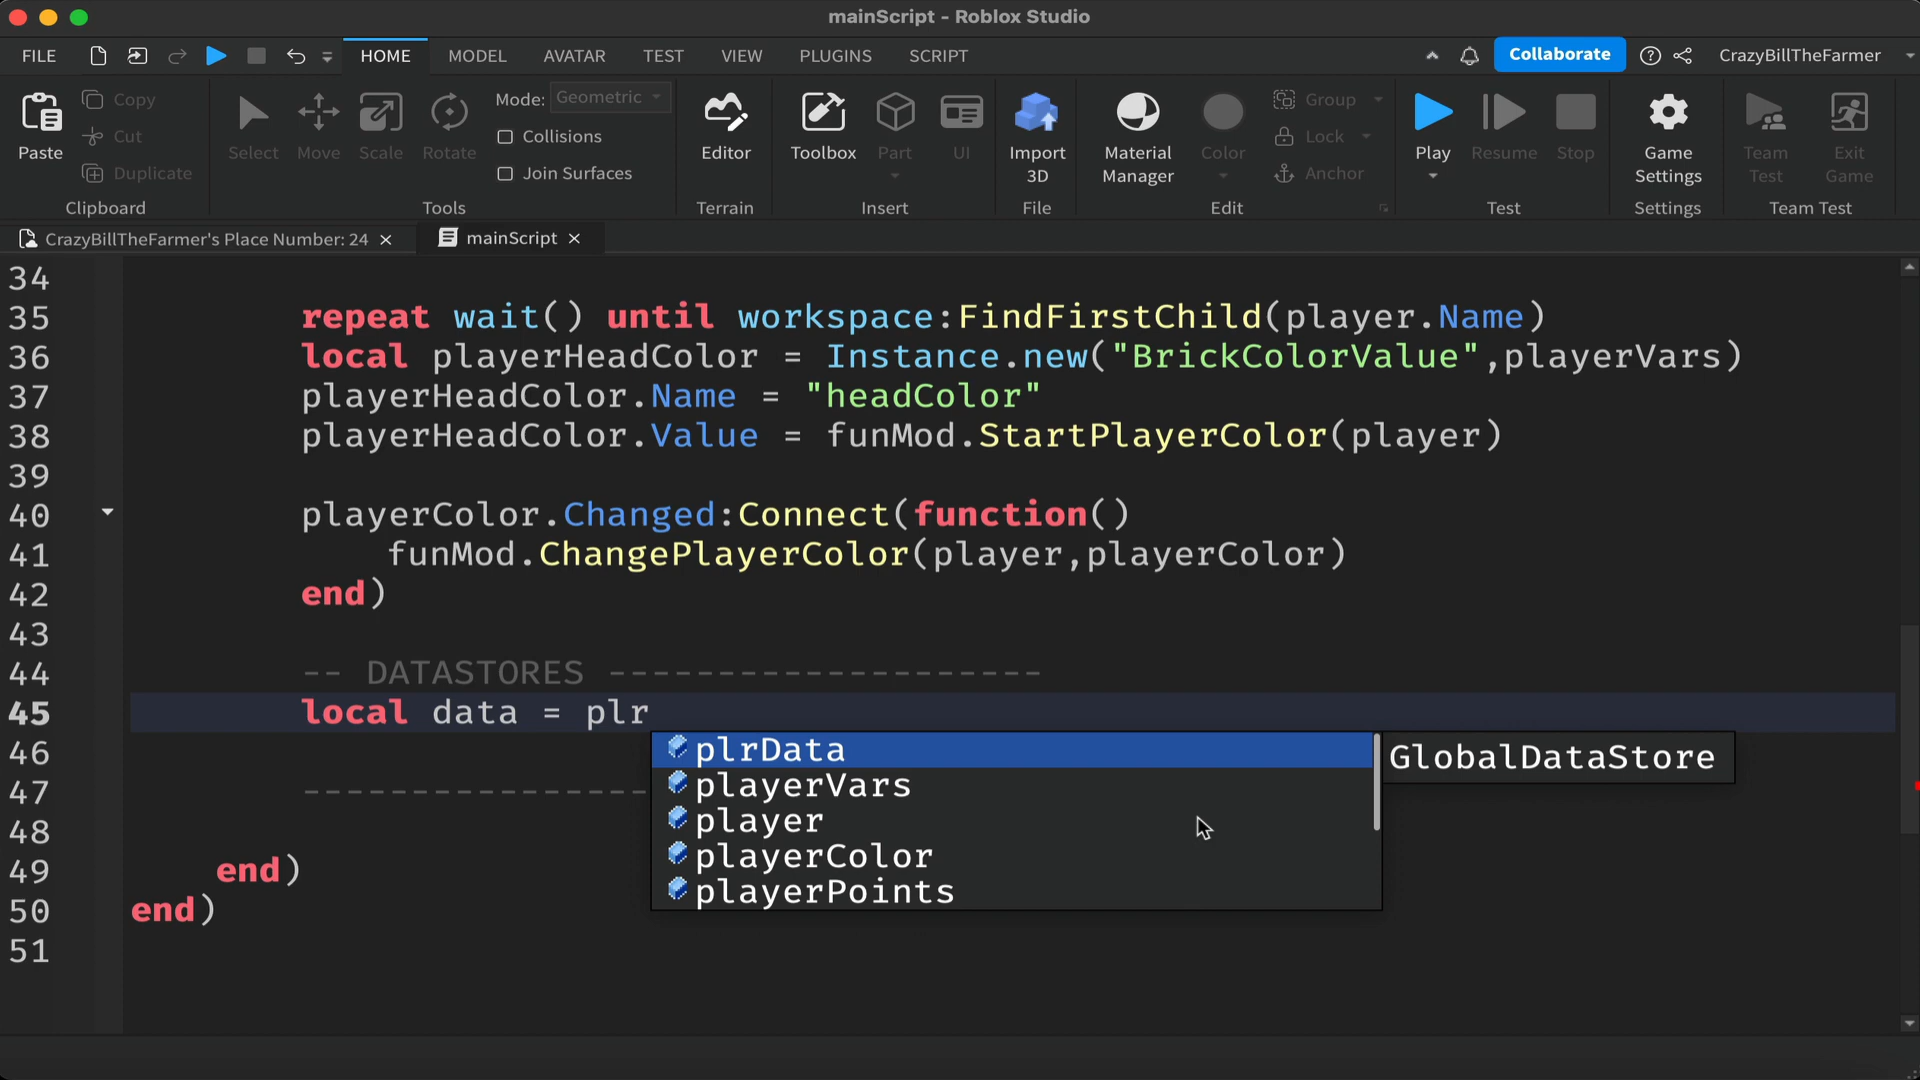 mainScript - Roblox Studio
FILE HOME MODEL AVATAR TEST VIEW PLUGINS SCRIPT Collaborate CrazyBillTheFarmer
Paste Copy Cut Duplicate
Clipboard
Select Move Scale Rotate
Mode: Geometric
Collisions
Join Surfaces
Tools
Editor
Terrain
Toolbox Part UI
Insert
Import 3D
File
Material Manager Color Group Lock Anchor
Edit
Play Resume Stop
Test
Game Settings
Settings
Team Test Exit Game
Team Test
CrazyBillTheFarmer's Place Number: 24 mainScript
34
35 repeat wait() until workspace:FindFirstChild(player.Name)
36 local playerHeadColor = Instance.new("BrickColorValue",playerVars)
37 playerHeadColor.Name = "headColor"
38 playerHeadColor.Value = funMod.StartPlayerColor(player)
39
40 playerColor.Changed:Connect(function()
41 funMod.ChangePlayerColor(player,playerColor)
42 end)
43
44 -- DATASTORES --------------------
45 local data = plr
46 plrData GlobalDataStore
playerVars
47 ----------------
player
48
playerColor
49 end)
playerPoints
50 end)
51